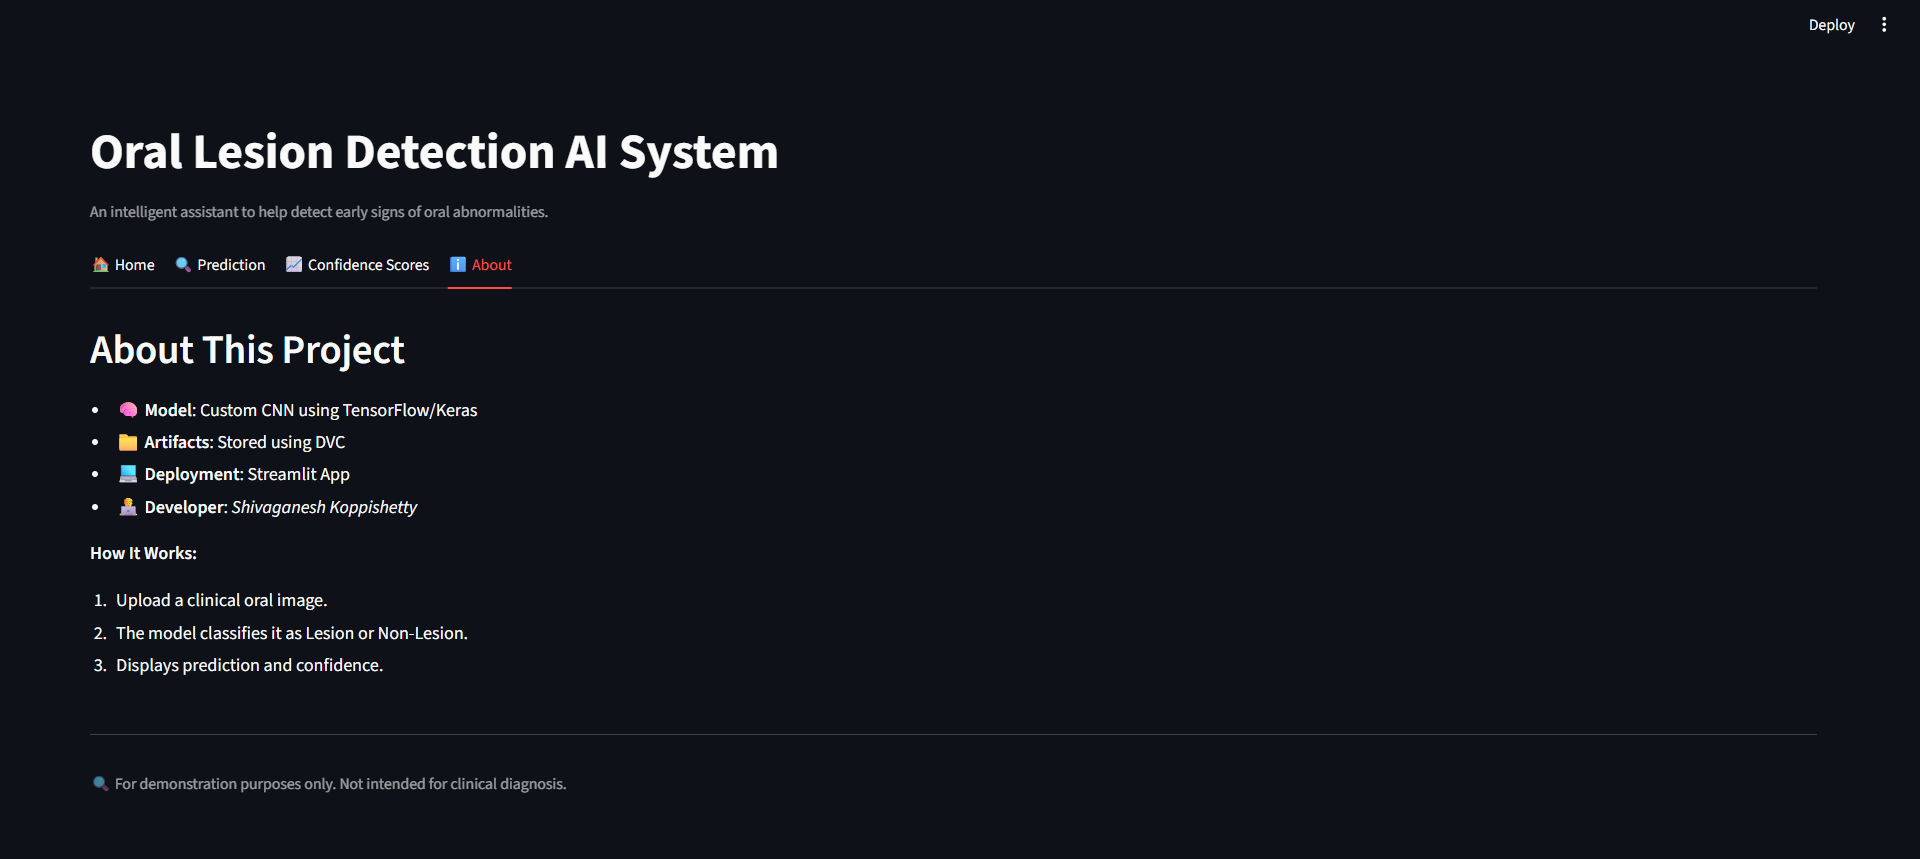 Deploy
Oral Lesion Detection AI System
An intelligent assistant to help detect early signs of oral abnormalities.
Home Prediction Confidence Scores About
About This Project
• Model: Custom CNN using TensorFlow/Keras
• Artifacts: Stored using DVC
• Deployment: Streamlit App
• Developer: Shivaganesh Koppishetty
How It Works:
1. Upload a clinical oral image.
2. The model classifies it as Lesion or Non-Lesion.
3. Displays prediction and confidence.
For demonstration purposes only. Not intended for clinical diagnosis.